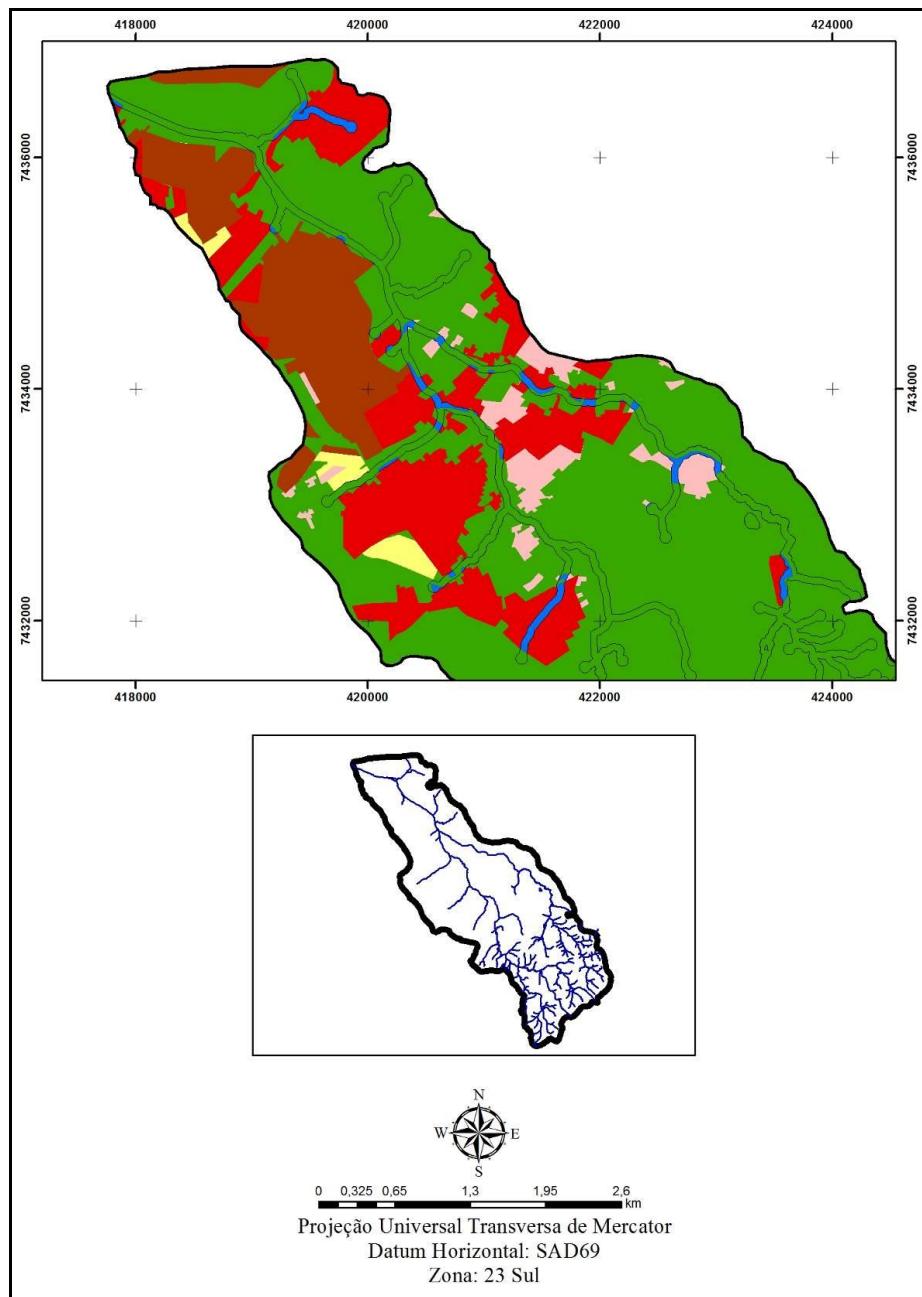 418000 420000 422000 424000
7436000 7436000
7434000 7434000
7432000 7432000
418000 420000 422000 424000
N
W E
S
0 0,325 0,65 1,3 1,95 2,6
km
Projeção Universal Transversa de Mercator
Datum Horizontal: SAD69
Zona: 23 Sul